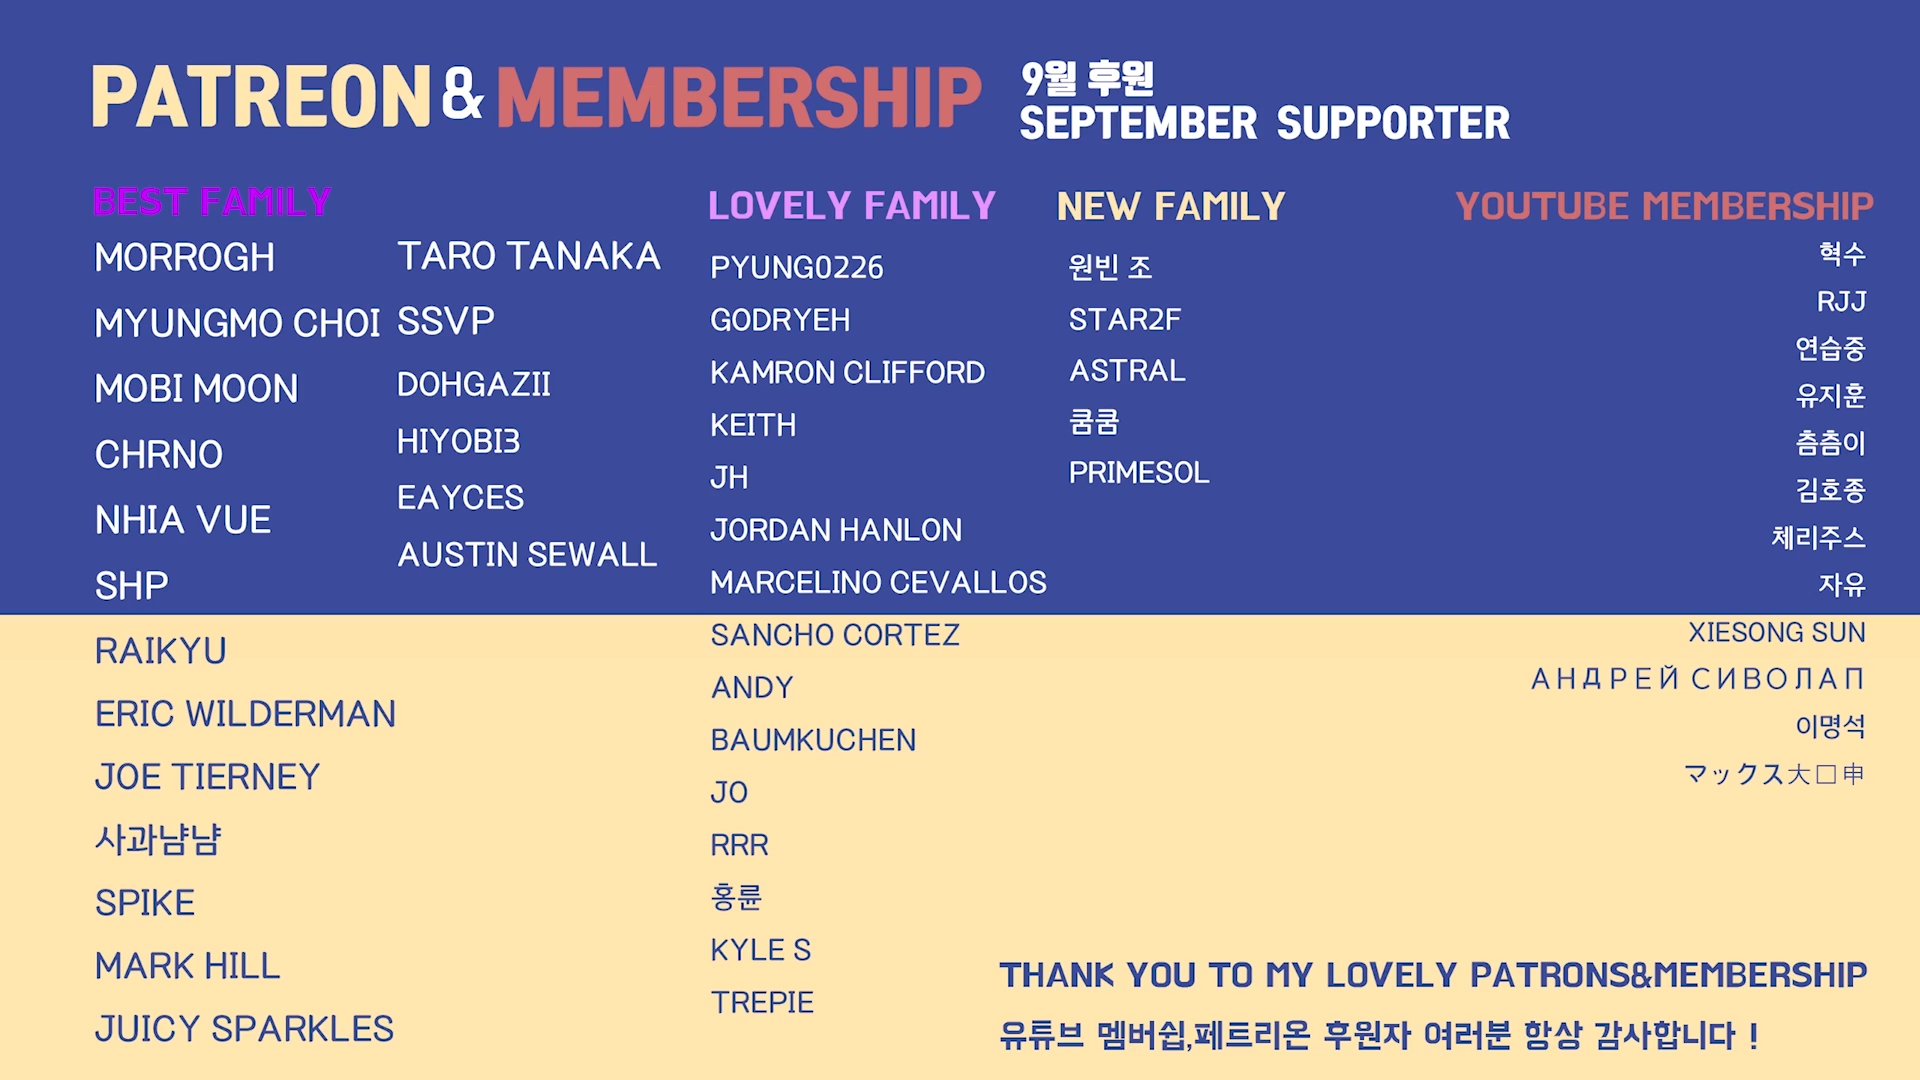 PATREON&MEMBERSHIP
9월 후원
SEPTEMBER SUPPORTER
BEST FAMILY
MORROGH
MYUNGMO CHOI
MOBI MOON
CHRNO
NHIA VUE
SHP
RAIKYU
ERIC WILDERMAN
JOE TIERNEY
사과냠냠
SPIKE
MARK HILL
JUICY SPARKLES
TARO TANAKA
SSVP
DOHGAZII
HIYOBI3
EAYCES
AUSTIN SEWALL
LOVELY FAMILY
PYUNG0226
GODRYEH
KAMRON CLIFFORD
KEITH
JH
JORDAN HANLON
MARCELINO CEVALLOS
SANCHO CORTEZ
ANDY
BAUMKUCHEN
JO
RRR
홍륜
KYLE S
TREPIE
NEW FAMILY
원빈 조
STAR2F
ASTRAL
쿰쿰
PRIMESOL
YOUTUBE MEMBERSHIP
혁수
RJJ
연습중
유지훈
츰츰이
김호종
체리주스
자유
XIESONG SUN
АНДРЕЙ СИВОЛАП
이명석
マックス大□申
THANK YOU TO MY LOVELY PATRONS&MEMBERSHIP
유튜브 멤버쉽,페트리온 후원자 여러분 항상 감사합니다 !